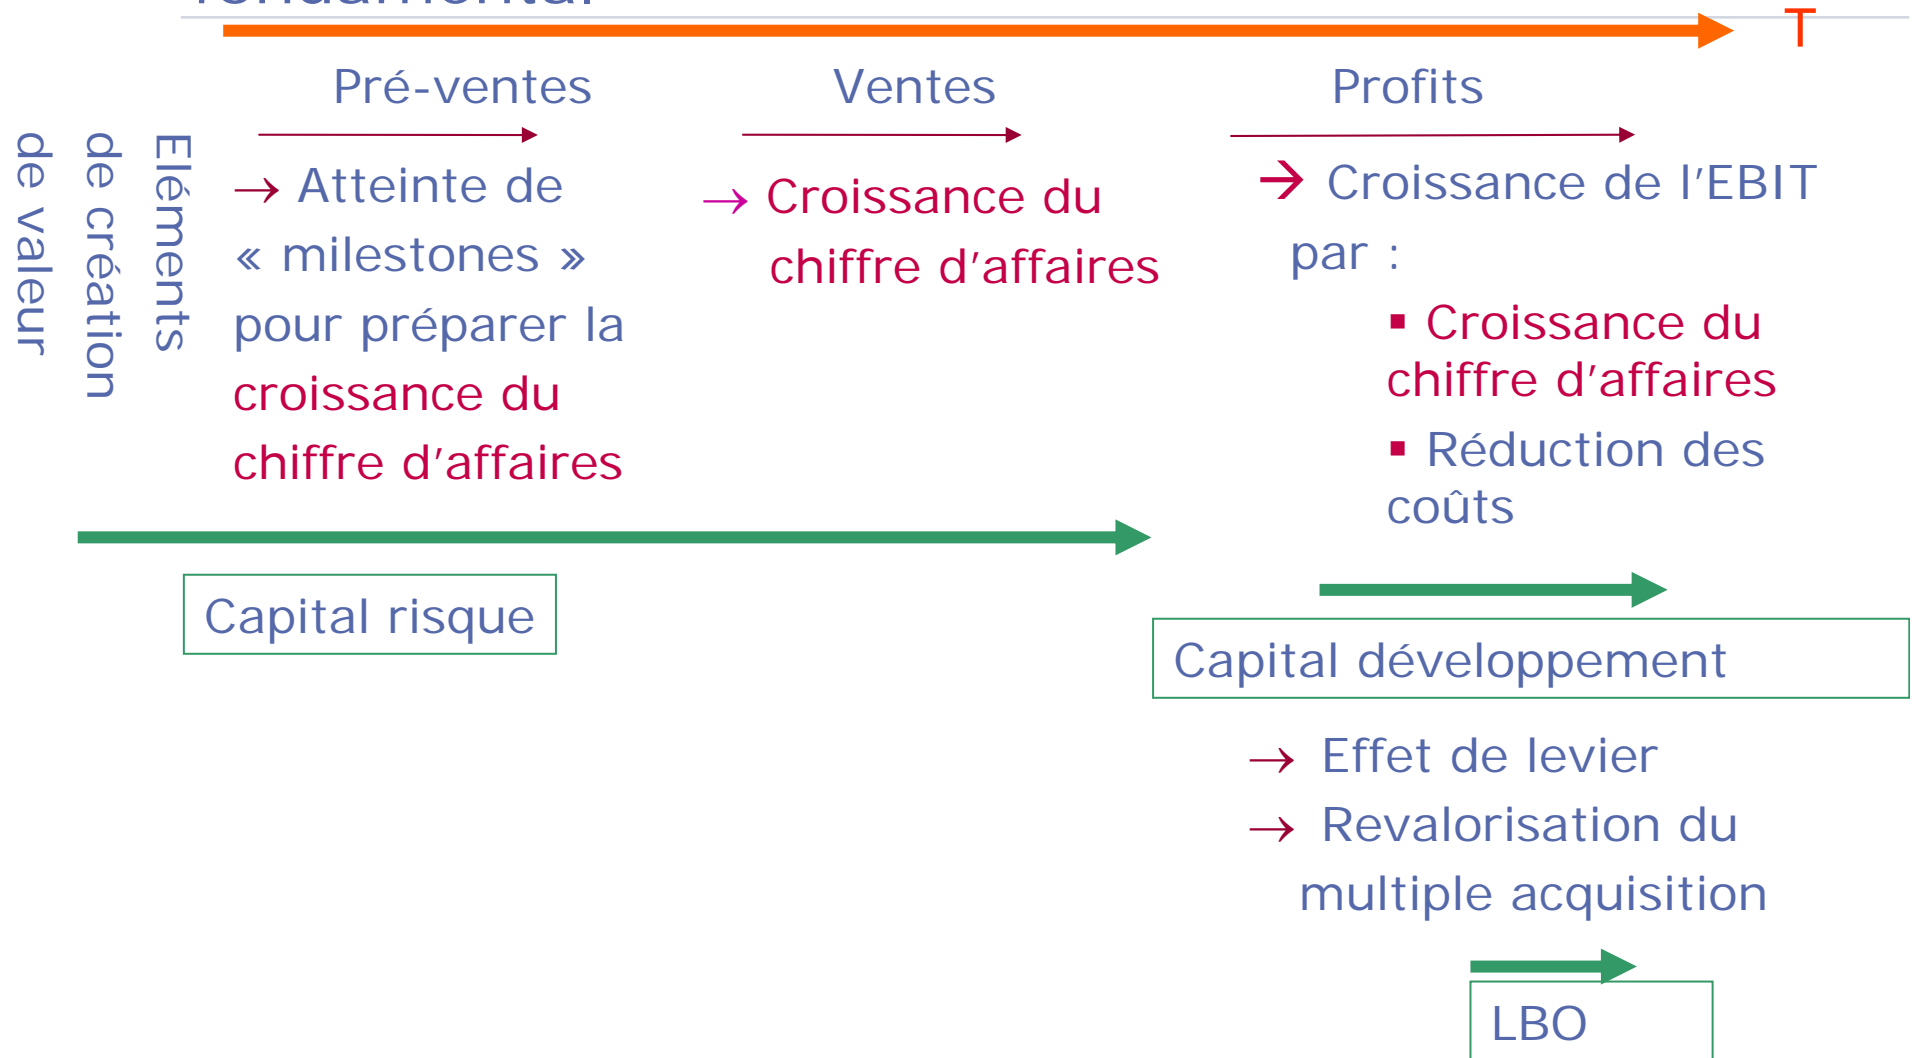 T
Pré-ventes
Ventes
Profits
Eléments
de création
de valeur
→ Atteinte de
« milestones »
pour préparer la
croissance du
chiffre d'affaires
→ Croissance du
chiffre d'affaires
→ Croissance de l'EBIT
par :
▪ Croissance du
chiffre d'affaires
▪ Réduction des
coûts
Capital risque
Capital développement
→ Effet de levier
→ Revalorisation du
multiple acquisition
LBO